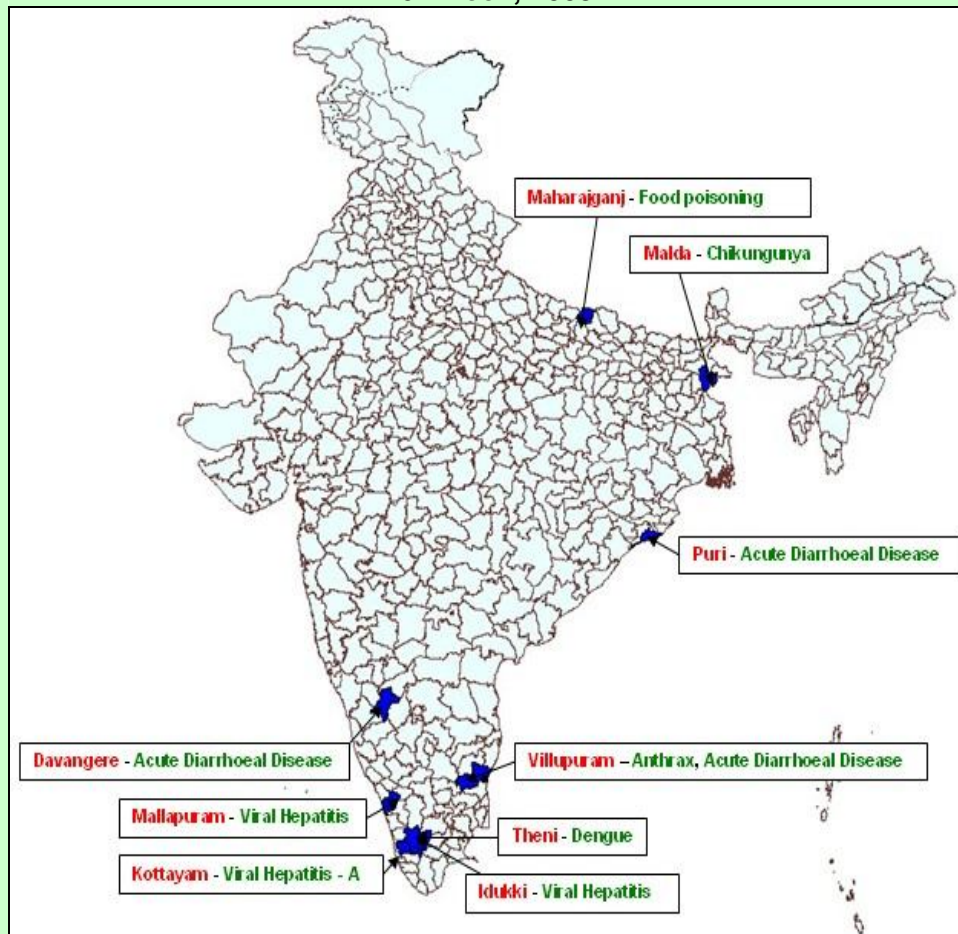 Maharajganj - Food poisoning
Malda - Chikungunya
Puri - Acute Diarrhoeal Disease
Davangere - Acute Diarrhoeal Disease
Villupuram – Anthrax, Acute Diarrhoeal Disease
Mallapuram - Viral Hepatitis
Theni - Dengue
Kottayam - Viral Hepatitis - A
Idukki - Viral Hepatitis